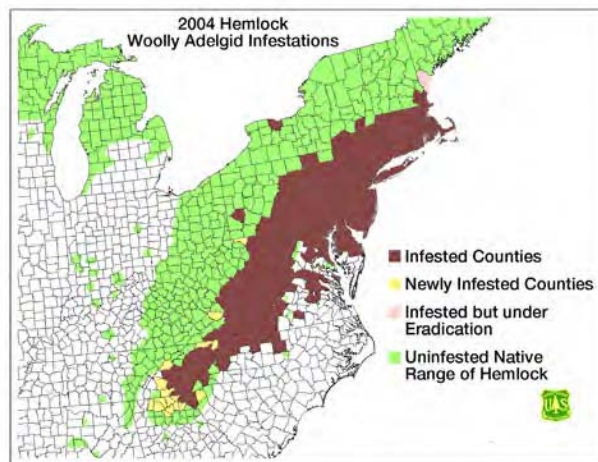 2004 Hemlock
Woolly Adelgid Infestations
Infested Counties
Newly Infested Counties
Infested but under
Eradication
Uninfested Native
Range of Hemlock
U S